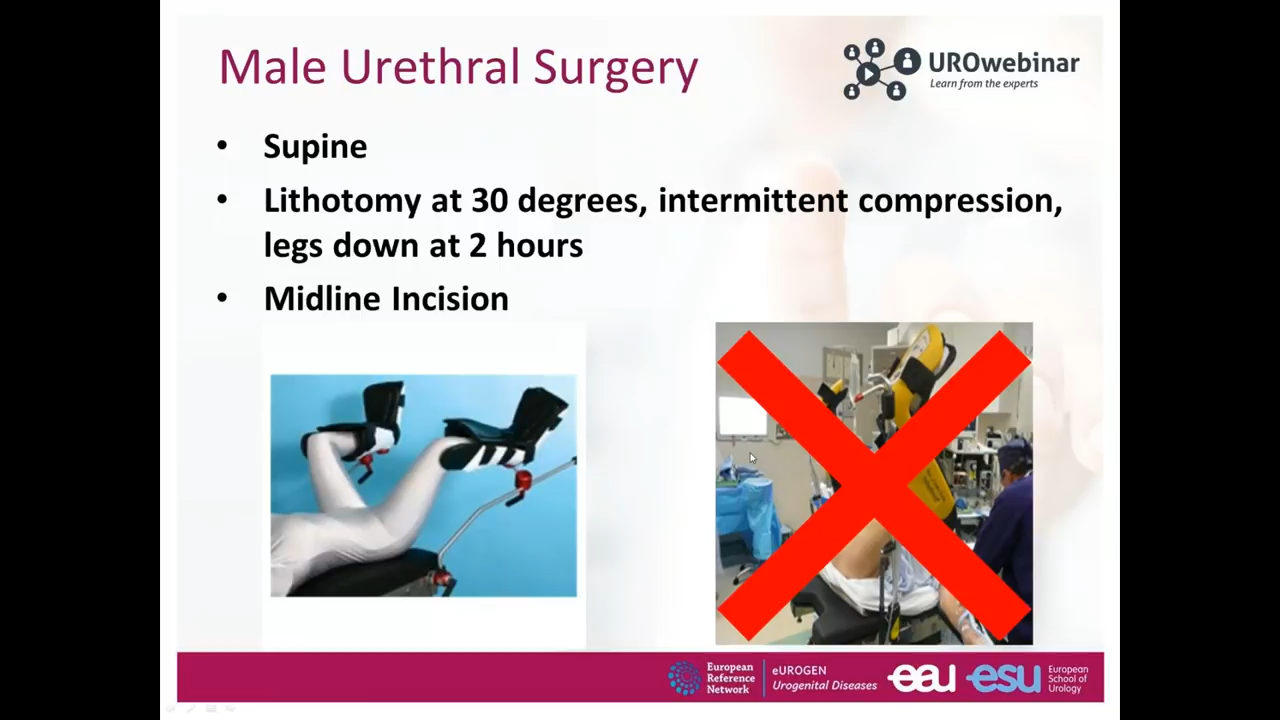 Male Urethral Surgery
UROwebinar
Learn from the experts
• Supine
• Lithotomy at 30 degrees, intermittent compression,
legs down at 2 hours
• Midline Incision
European
Reference
Network
eUROGEN
Urogenital Diseases
eau
esu
European
School of
Urology